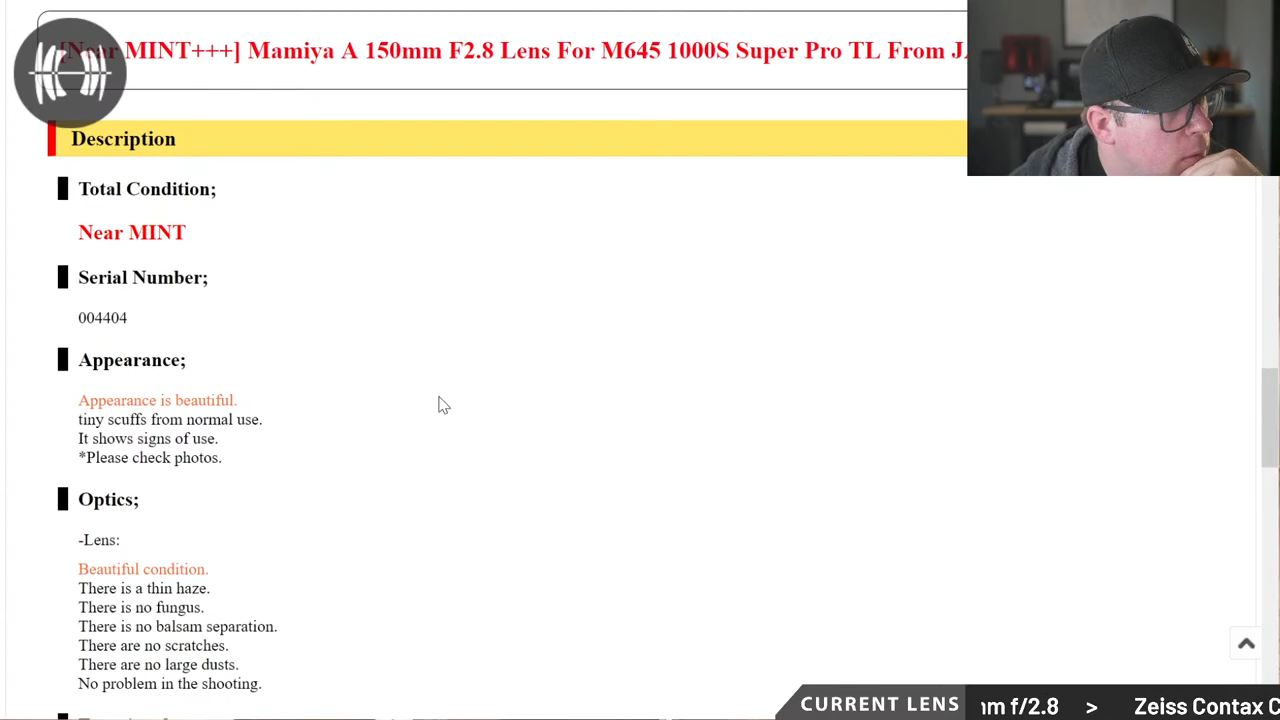 [Near MINT+++] Mamiya A 150mm F2.8 Lens For M645 1000S Super Pro TL From
Description
Total Condition;
Near MINT
Serial Number;
004404
Appearance;
Appearance is beautiful.
tiny scuffs from normal use.
It shows signs of use.
*Please check photos.
Optics;
-Lens:
Beautiful condition.
There is a thin haze.
There is no fungus.
There is no balsam separation.
There are no scratches.
There are no large dusts.
No problem in the shooting.
CURRENT LENS mm f/2.8 > Zeiss Contax